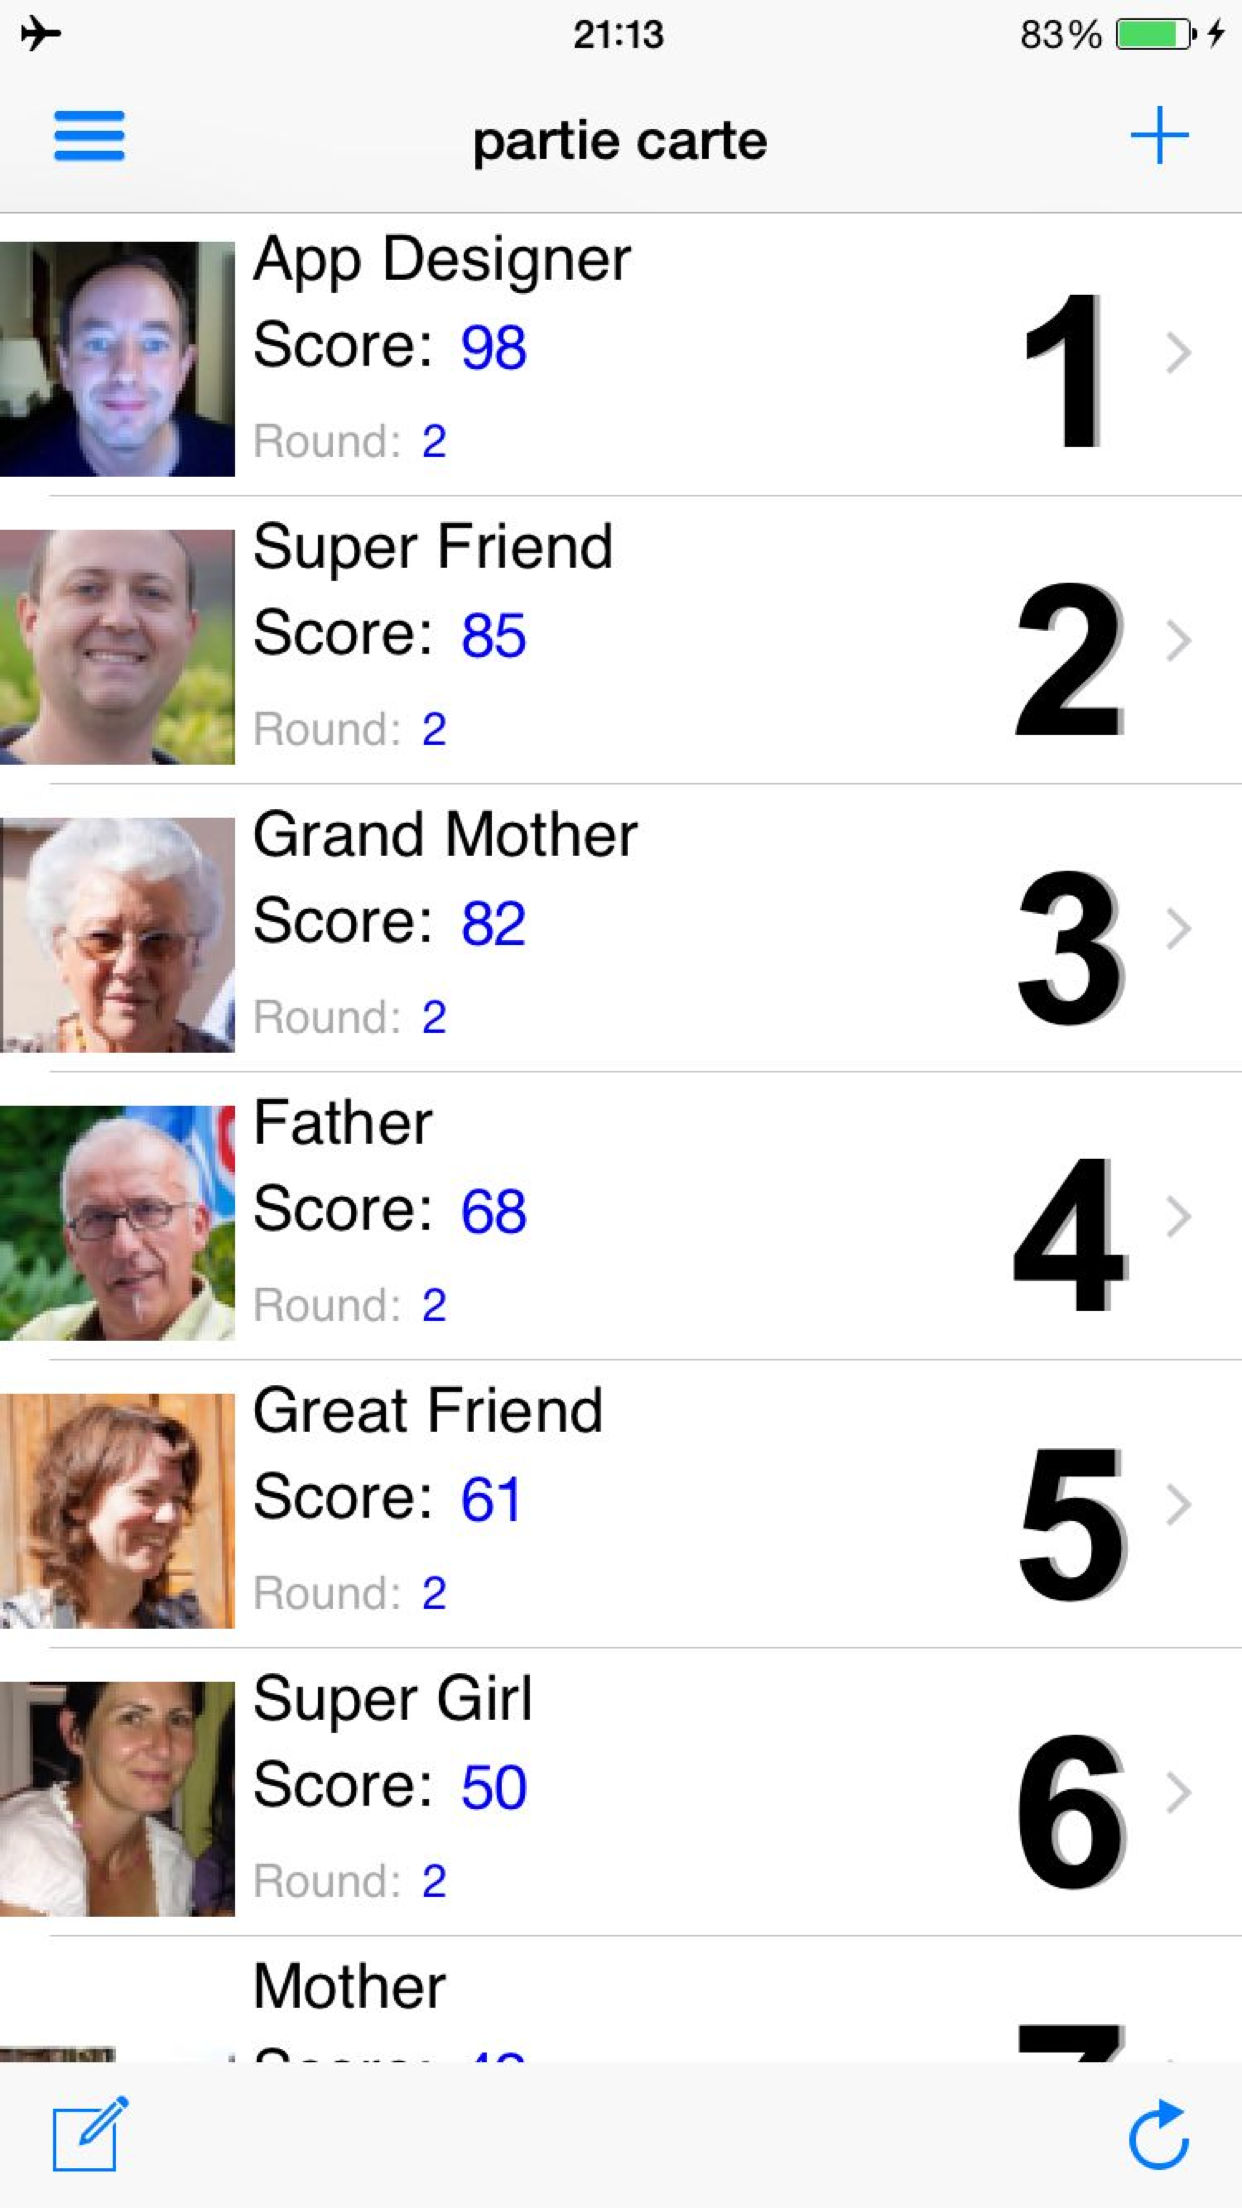 21:13
83%
partie carte
App Designer
Score: 98
Round: 2
1
Super Friend
Score: 85
Round: 2
2
Grand Mother
Score: 82
Round: 2
3
Father
Score: 68
Round: 2
4
Great Friend
Score: 61
Round: 2
5
Super Girl
Score: 50
Round: 2
6
Mother
Score:
7